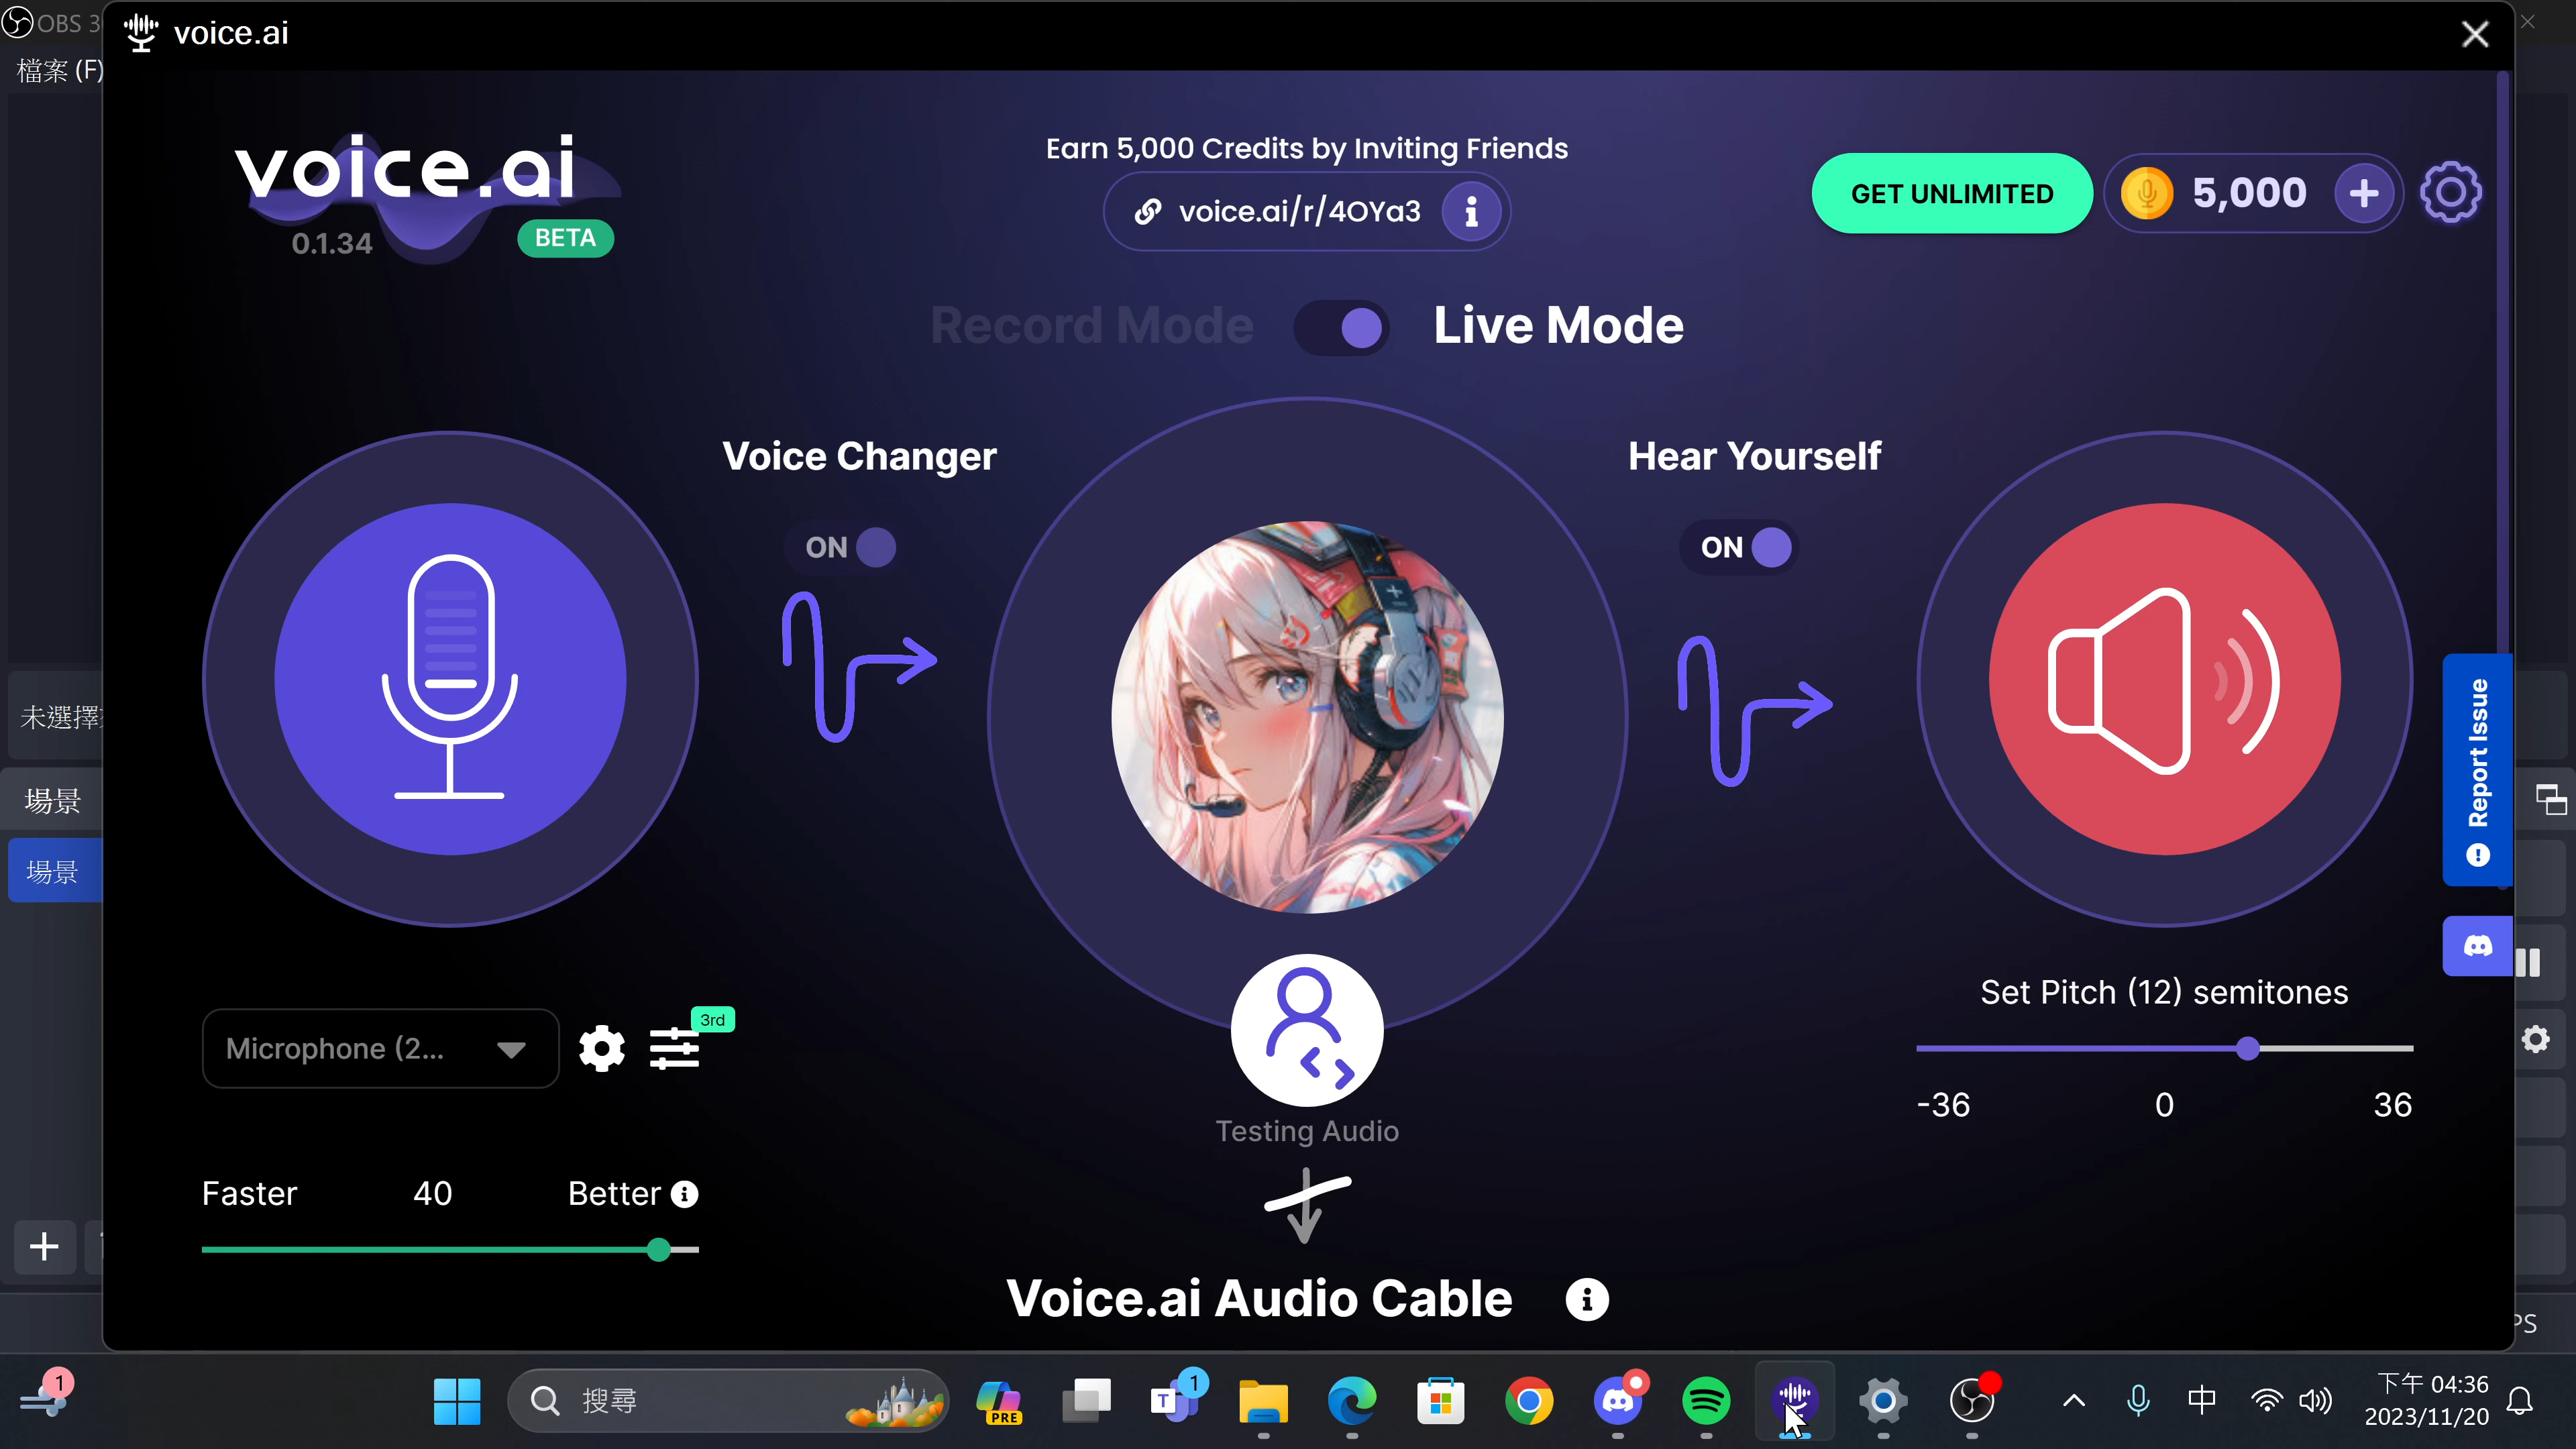 OBS 3
voice.ai
檔案 (F)
voice.ai
0.1.34
BETA
Earn 5,000 Credits by Inviting Friends
voice.ai/r/4OYa3
GET UNLIMITED
5,000
Record Mode
Live Mode
Voice Changer
Hear Yourself
ON
ON
Report Issue
未選擇
場景
場景
Set Pitch (12) semitones
-36
0
36
Microphone (2...
3rd
Testing Audio
Faster
40
Better
Voice.ai Audio Cable
PS
1
搜尋
PRE
T
1
中
下午 04:36
2023/11/20